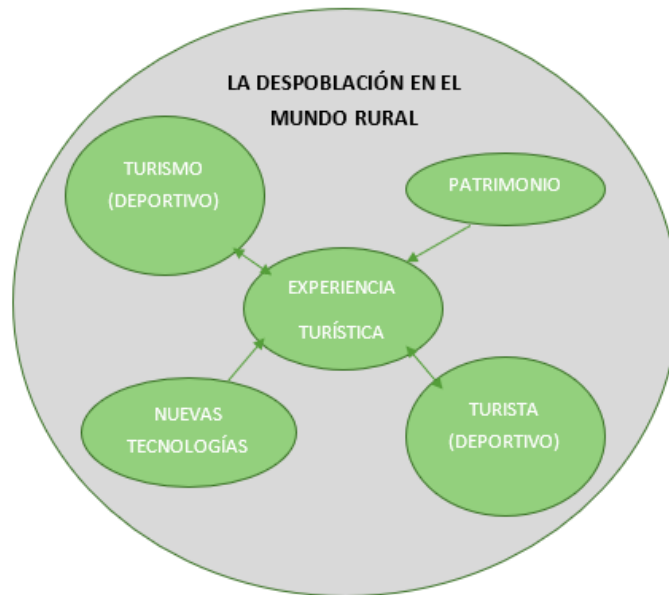 LA DESPOBLACIÓN EN EL
MUNDO RURAL
TURISMO
(DEPORTIVO)
PATRIMONIO
EXPERIENCIA
TURÍSTICA
NUEVAS
TECNOLOGÍAS
TURISTA
(DEPORTIVO)